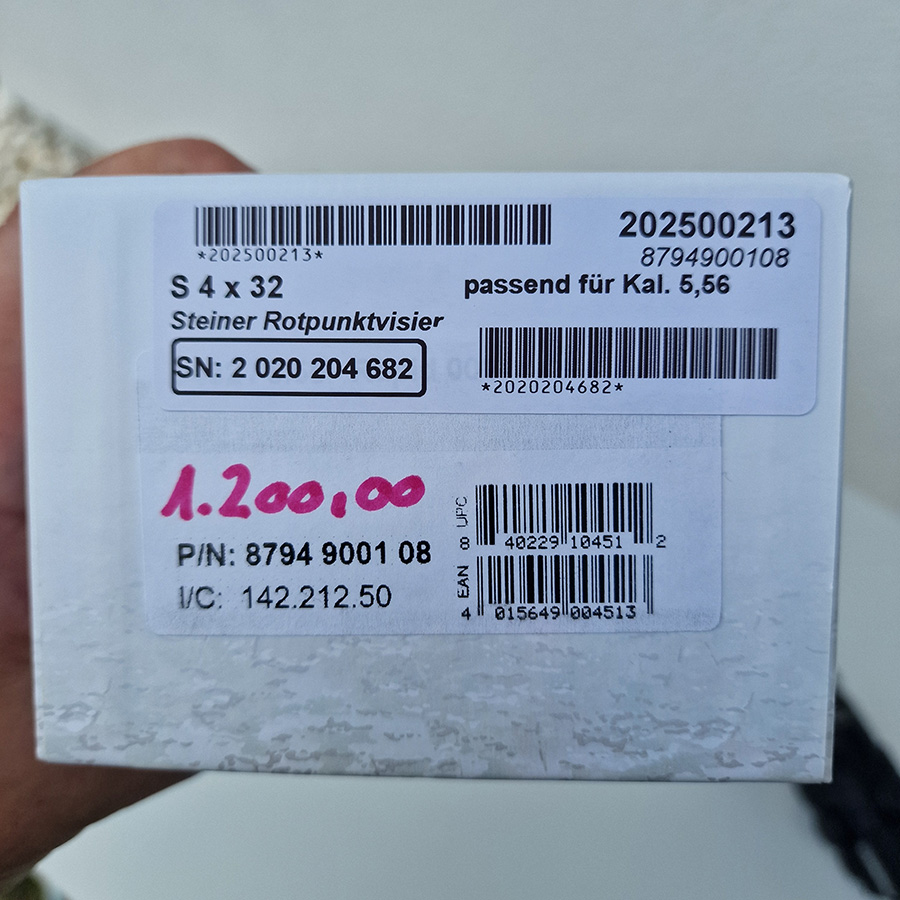 202500213
*202500213*
8794900108
S 4 x 32
passend für Kal. 5,56
Steiner Rotpunktvisier
SN: 2 020 204 682
*2020204682*
1.200,00
UPC
8 40229 10451 2
P/N: 8794 9001 08
EAN
I/C: 142.212.50
4 015649 004513